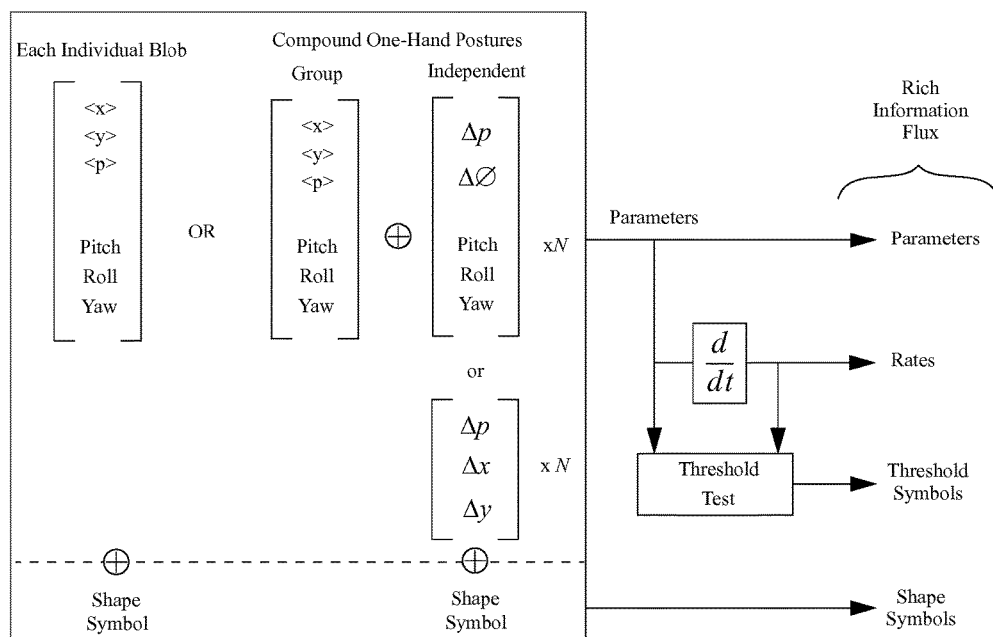 Each Individual Blob
<x>
<y>
<p>
Pitch
Roll
Yaw
OR
Compound One-Hand Postures
Group
<x>
<y>
<p>
Pitch
Roll
Yaw
⊕
Independent
Δp
Δ∅
Pitch
Roll
Yaw
xN
or
Δp
Δx
Δy
x N
⊕
Shape
Symbol
⊕
Shape
Symbol
Parameters
d
dt
Threshold
Test
Rich
Information
Flux
Parameters
Rates
Threshold
Symbols
Shape
Symbols